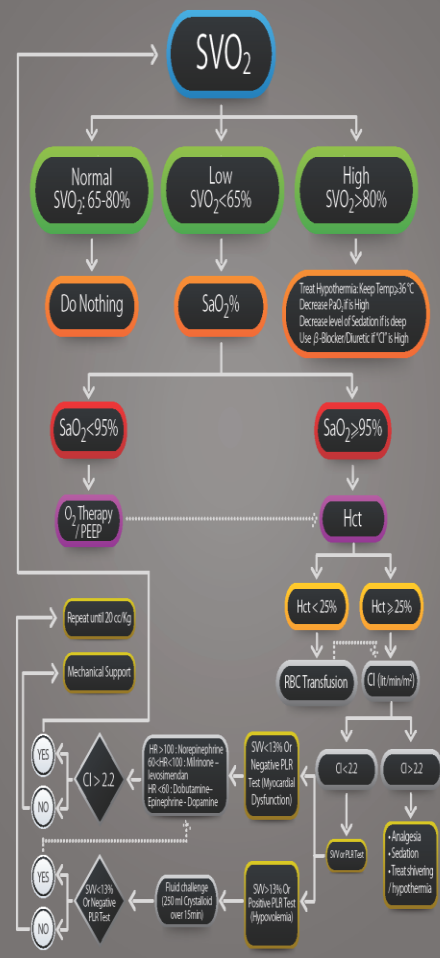 SVO₂
Normal
SVO₂: 65-80%
Low
SVO₂<65%
High
SVO₂>80%
Do Nothing
SaO₂%
Treat Hypothermia: Keep Temp⩾36 °C
Decrease PaO₂ if is High
Decrease level of Sedation if is deep
Use β-Blocker/Diuretic if "CI" is High
SaO₂<95%
SaO₂⩾95%
O₂ Therapy
/ PEEP
Hct
Hct < 25%
Hct ⩾ 25%
Repeat until 20 cc/Kg
Mechanical Support
RBC Transfusion
CI (lit/min/m²)
YES
NO
CI > 2.2
HR >100 : Norepinephrine
60<HR<100 : Milrinone –
levosimendan
HR <60 : Dobutamine–
Epinephrine - Dopamine
SVV<13% Or
Negative PLR
Test (Myocardial
Dysfunction)
CI <2.2
CI > 2.2
SVV or PLR Test
• Analgesia
• Sedation
• Treat shivering
/ hypothermia
YES
NO
SVV<13%
Or Negative
PLR Test
Fluid challenge
(250 ml Crystalloid
over 15min)
SVV>13% Or
Positive PLR Test
(Hypovolemia)